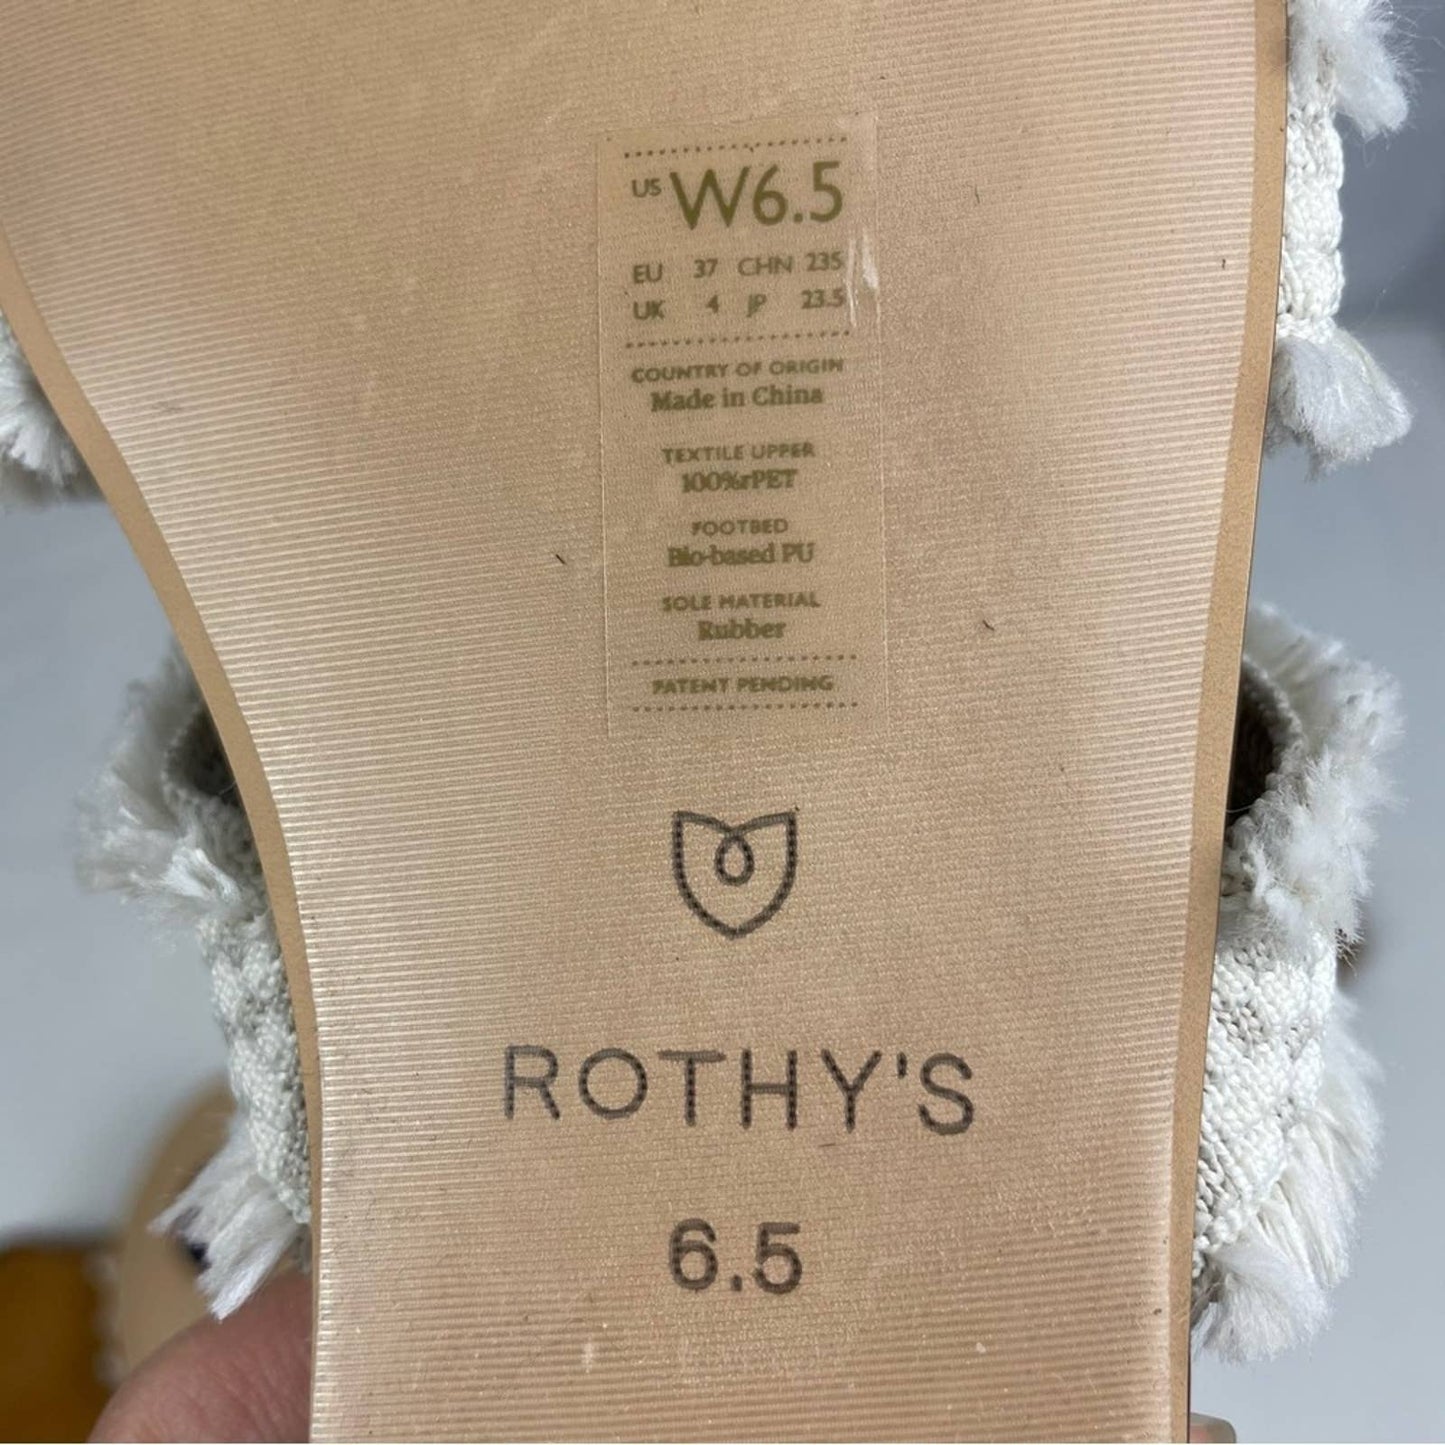 US W6.5
EU 37 CHN 235
UK 4 JP 23.5
COUNTRY OF ORIGIN
Made in China
TEXTILE UPPER
100%rPET
FOOTBED
Bio-based PU
SOLE MATERIAL
Rubber
PATENT PENDING
ROTHY'S
6.5